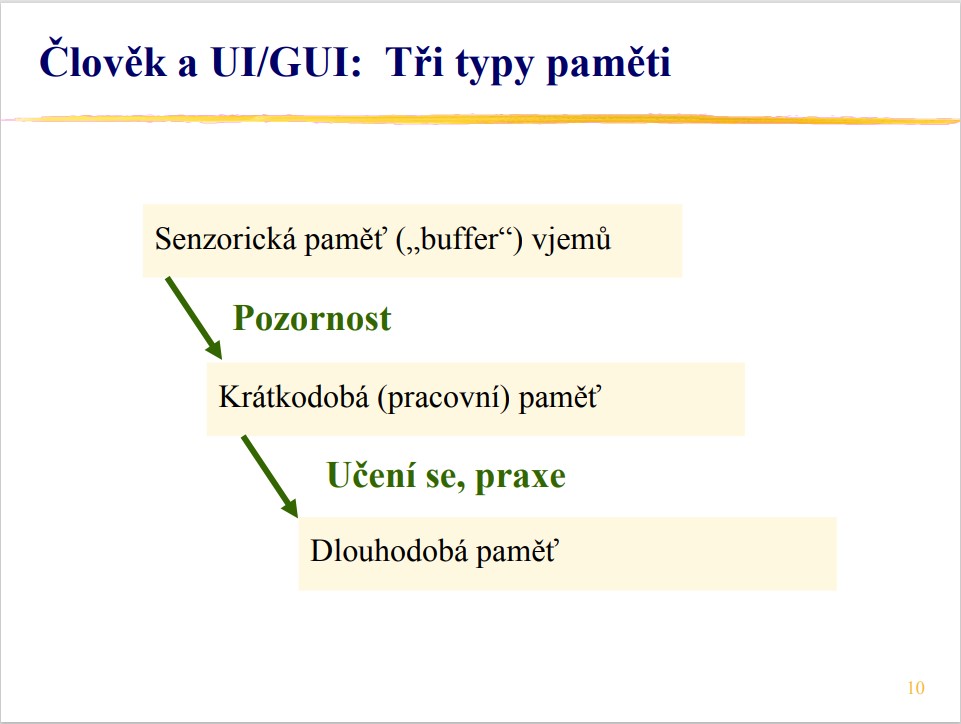 Člověk a UI/GUI: Tři typy paměti
Senzorická paměť („buffer“) vjemů
Pozornost
Krátkodobá (pracovní) paměť
Učení se, praxe
Dlouhodobá paměť
10